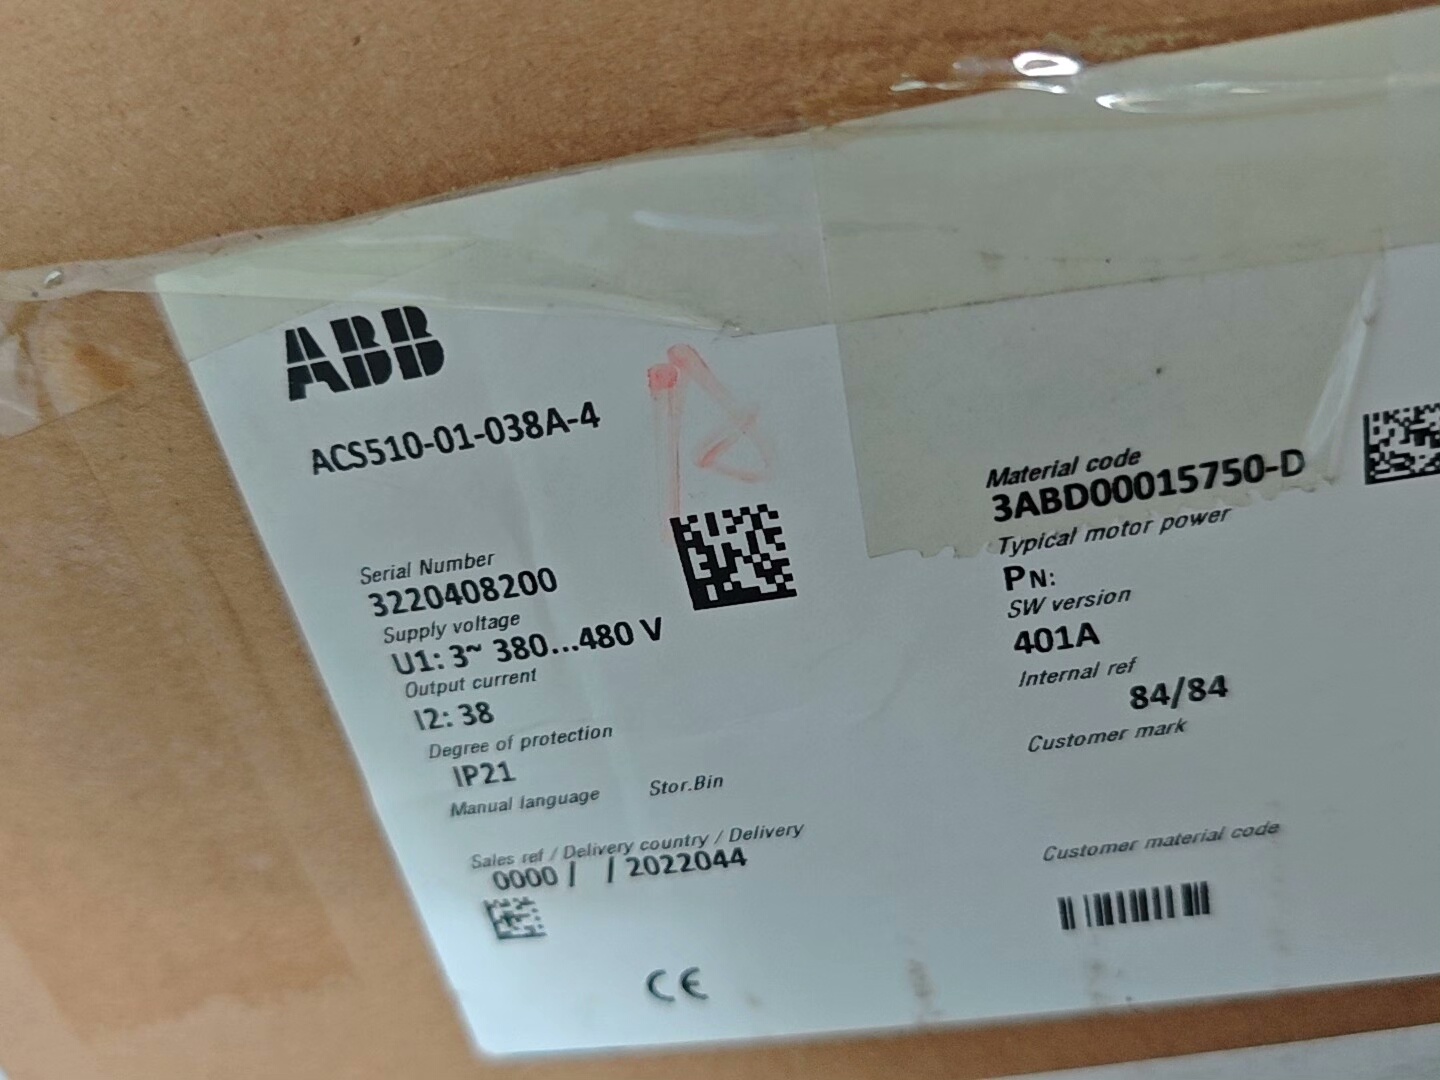 ABB
ACS510-01-038A-4
Serial Number
3220408200
Supply voltage
U1: 3~ 380...480 V
Output current
I2: 38
Degree of protection
IP21
Manual language
Stor.Bin
Sales ref / Delivery country / Delivery
0000 / / 2022044
CE
Material code
3ABD00015750-D
Typical motor power
PN:
SW version
401A
Internal ref
84/84
Customer mark
Customer material code